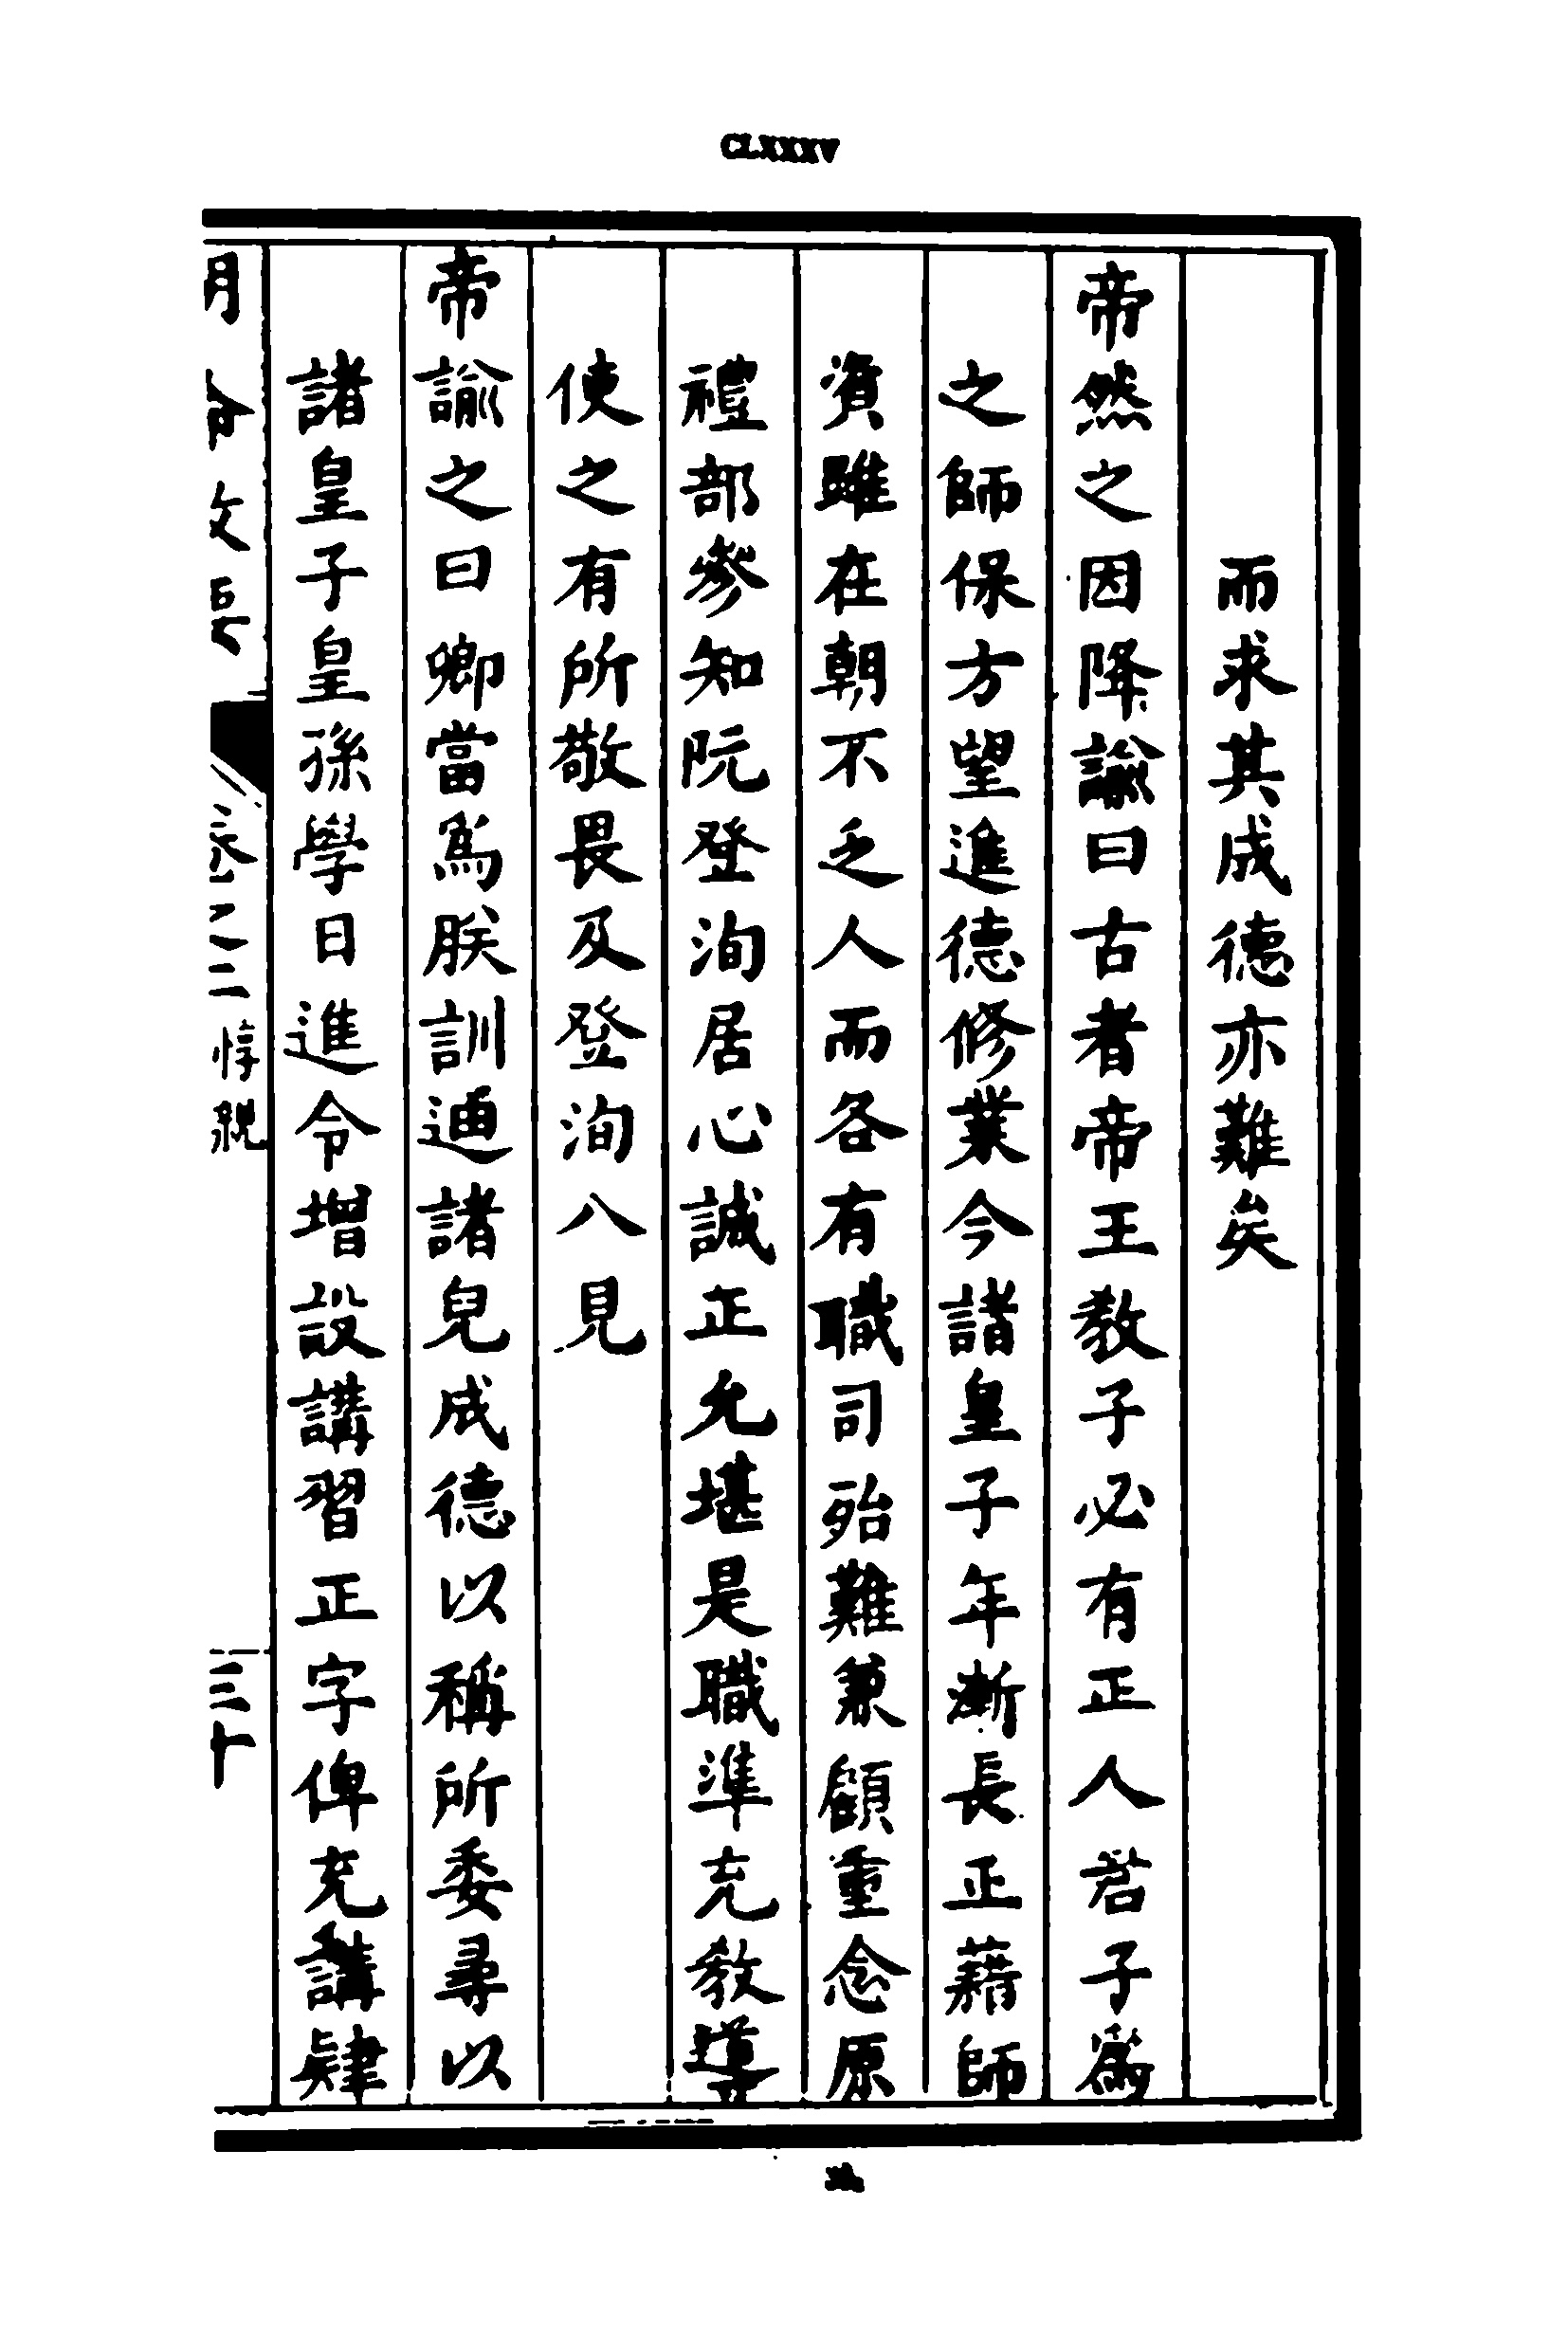 CLXXXV
而求其成德亦難矣
帝然之因降諭曰古者帝王教子必有正人君子爲
之師保方望進德修業今諸皇子年漸長正藉師
資雖在朝不乏人而各有職司殆難兼顧重念原
禮部參知阮登洵居心誠正允堪是職準充教導
使之有所敬畏及登洵入見
帝諭之曰卿當爲朕訓迪諸兒成德以稱所委尋以
諸皇子皇孫學日進令增設講習正字俾充講肄
明命政要 卷之二 惇親 三十